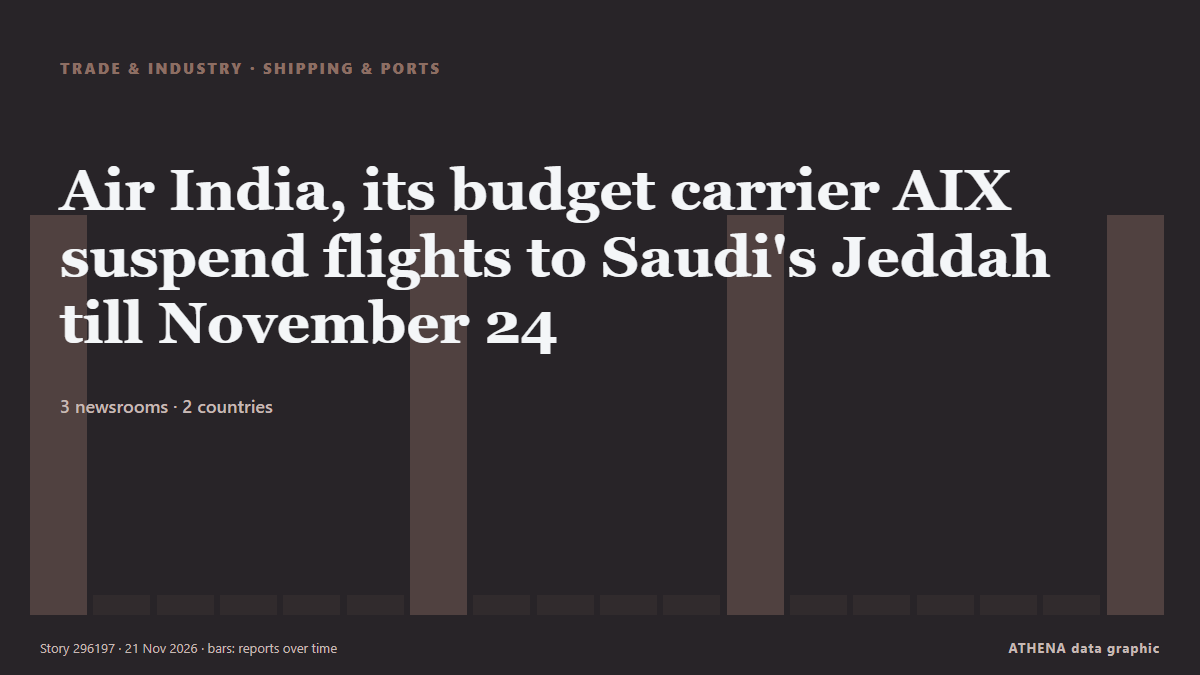 TRADE & INDUSTRY · SHIPPING & PORTS
Air India, its budget carrier AIX
suspend flights to Saudi's Jeddah
till November 24
3 newsrooms · 2 countries
Story 296197 · 21 Nov 2026 · bars: reports over time
ATHENA data graphic